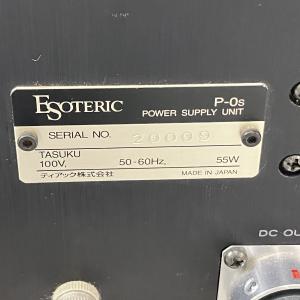 ESOTERIC
P-0s
POWER SUPPLY UNIT
SERIAL NO. 20009
TASUKU
100V, 50-60Hz, 55W
ティアック株式会社 MADE IN JAPAN
DC OU